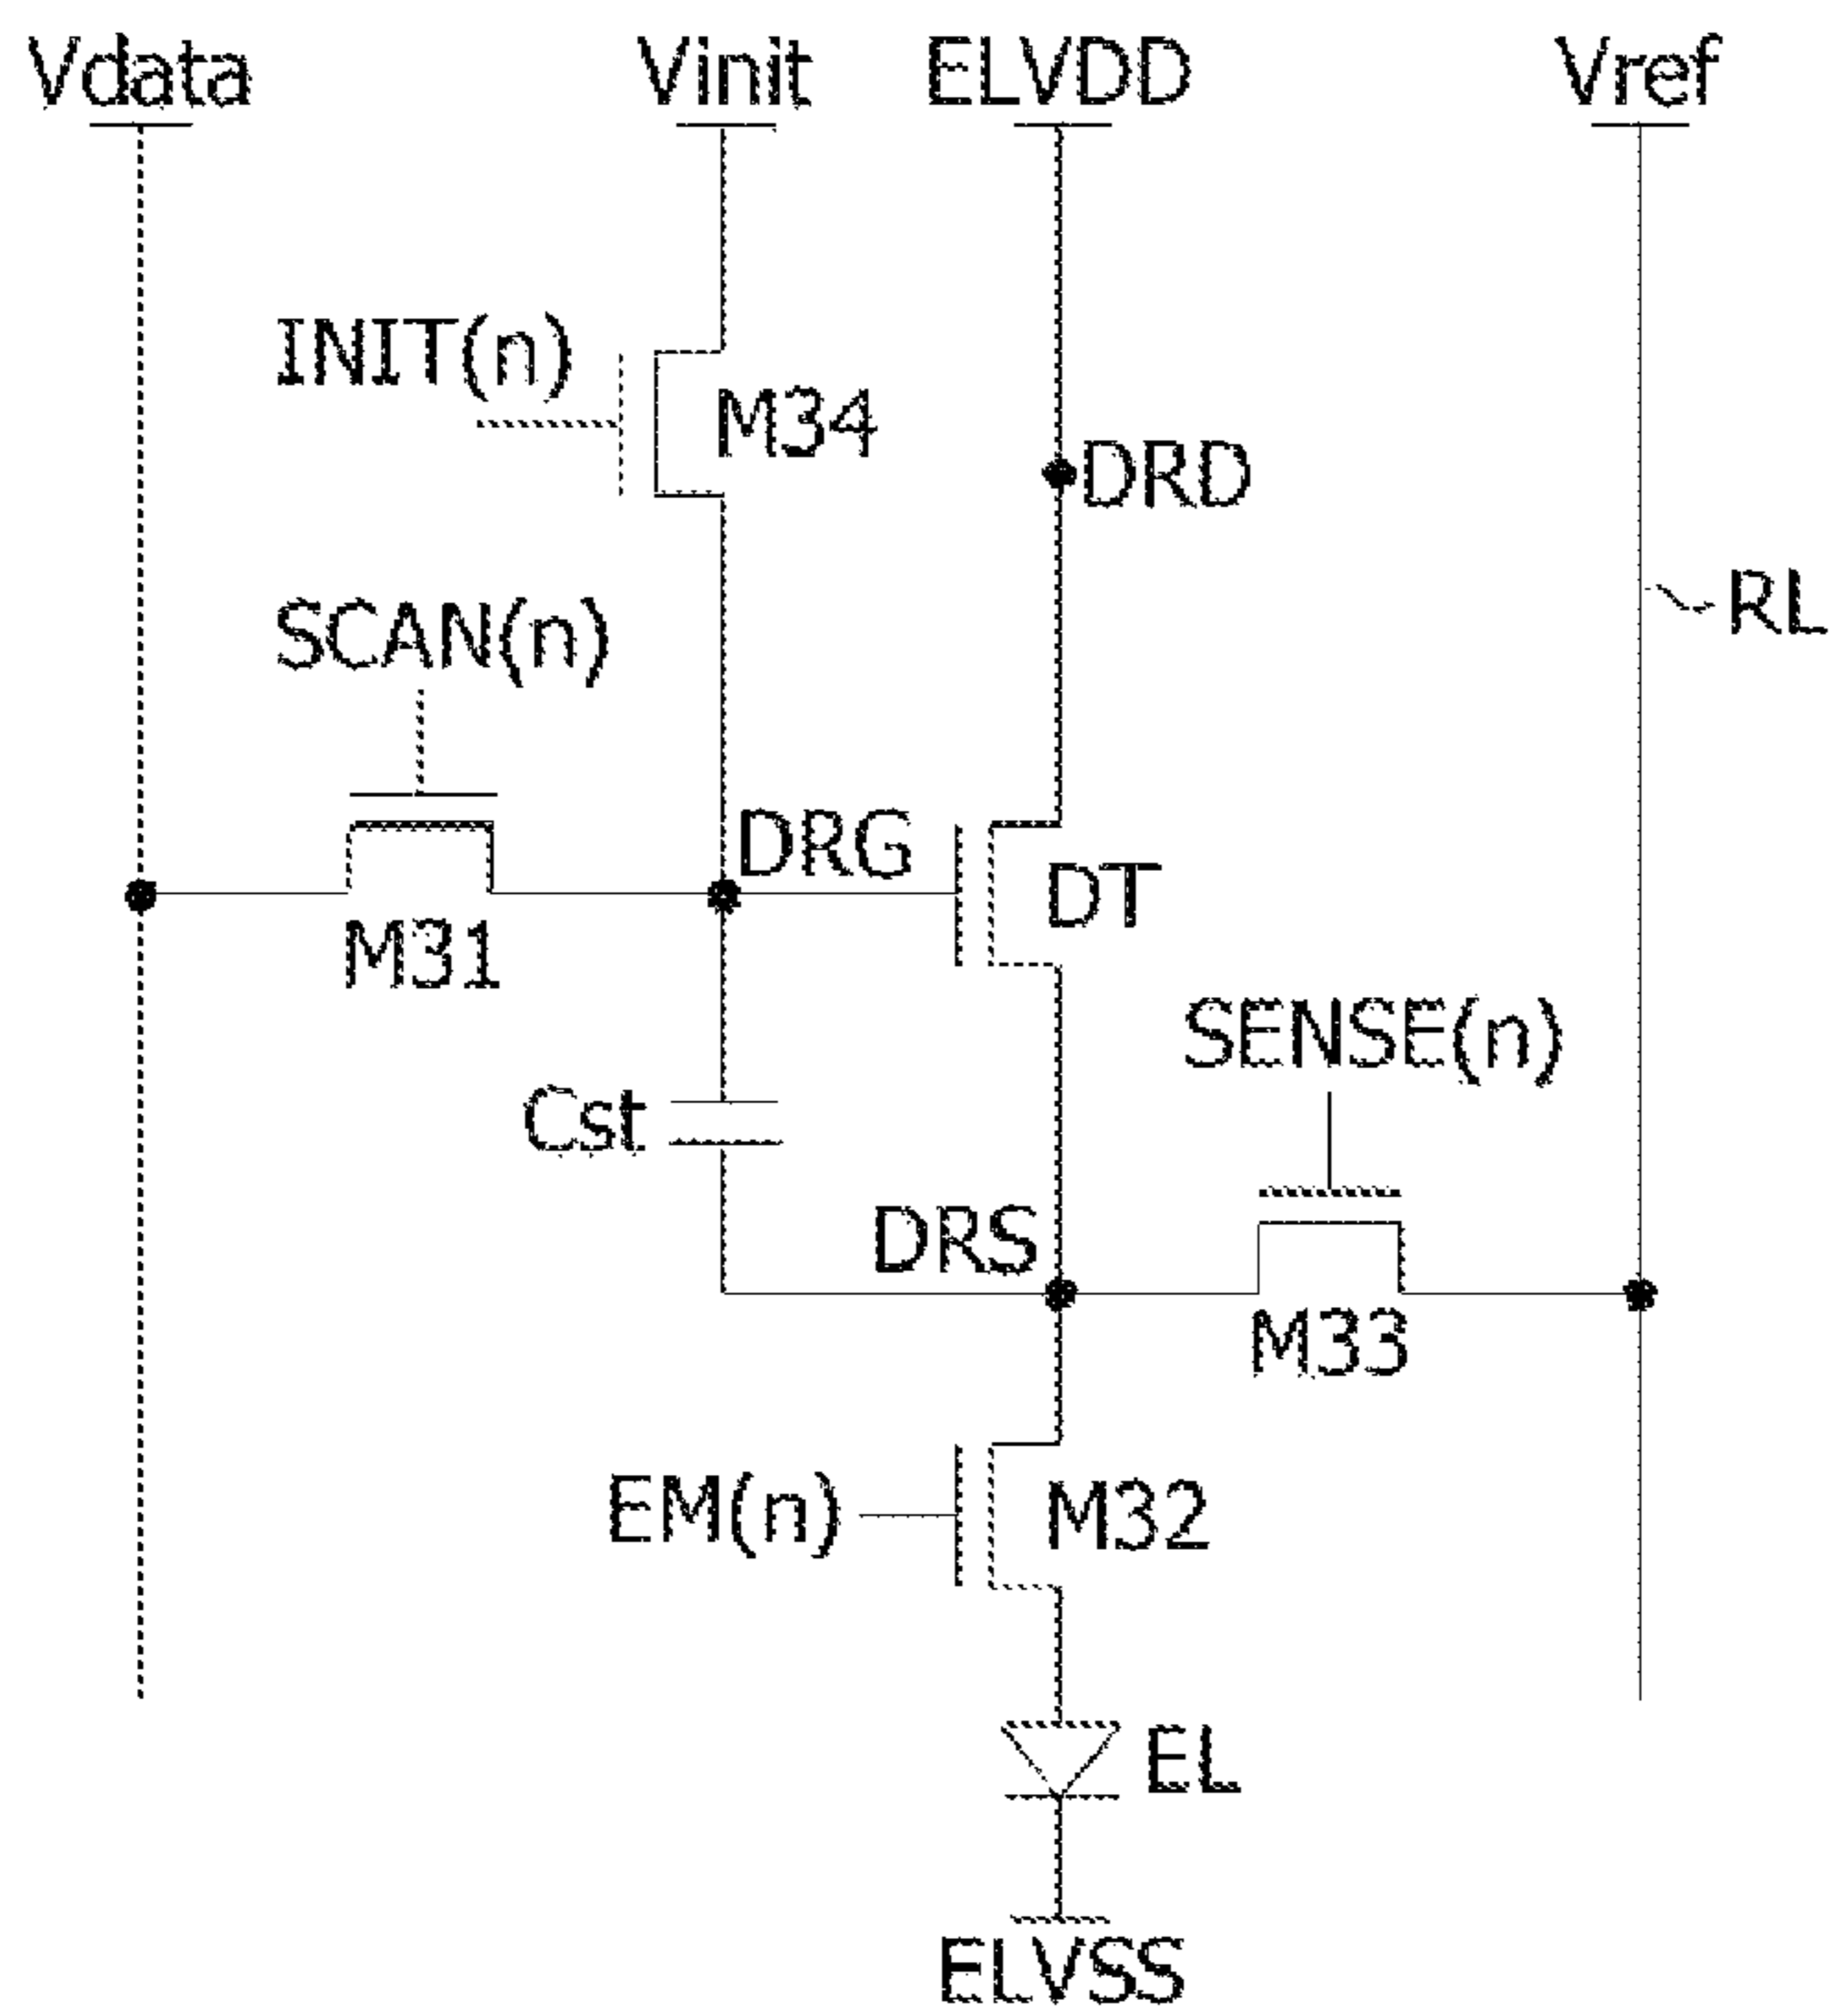 Vdata Vinit ELVDD Vref
INIT(n)
M34
DRD
RL
SCAN(n)
DRG
DT
M31
SENSE(n)
Cst
DRS
M33
EM(n) M32
EL
ELVSS